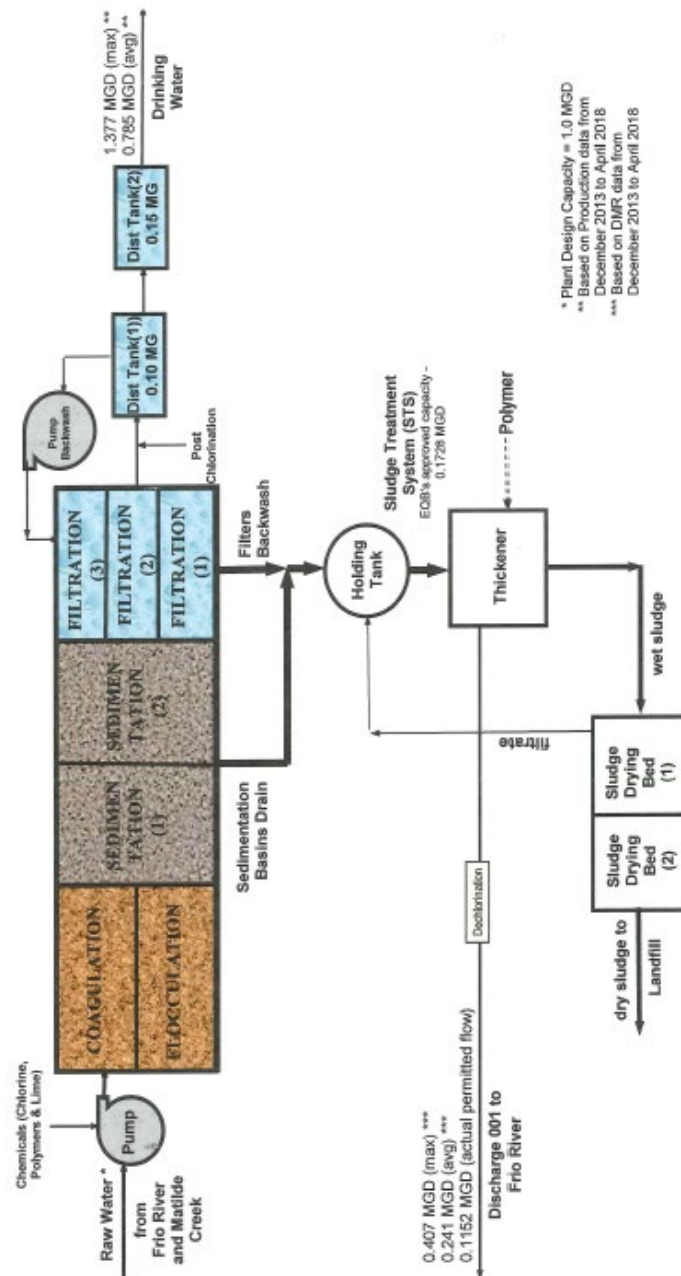 Chemicals (Chlorine,
Polymers & Lime)
Raw Water *
from
Frio River
and Matilde
Creek
Pump
COAGULATION
FLOCCULATION
SEDIMEN
TATION
(1)
SEDIMEN
TATION
(2)
FILTRATION
(3)
FILTRATION
(2)
FILTRATION
(1)
Pump
Backwash
Post
Chlorination
Dist Tank(1))
0.10 MG
Dist Tank(2)
0.15 MG
1.377 MGD (max) **
0.785 MGD (avg) **
Drinking
Water
Sedimentation
Basins Drain
Filters
Backwash
Holding
Tank
Sludge Treatment
System (STS)
EQB's approved capacity -
0.1728 MGD
Thickener
Polymer
filtrate
wet sludge
Sludge
Drying
Bed
(1)
Sludge
Drying
Bed
(2)
dry sludge to
Landfill
Dechlorination
0.407 MGD (max) ***
0.241 MGD (avg) ***
0.1152 MGD (actual permitted flow)
Discharge 001 to
Frio River
* Plant Design Capacity = 1.0 MGD
** Based on Production data from
December 2013 to April 2018
*** Based on DMR data from
December 2013 to April 2018